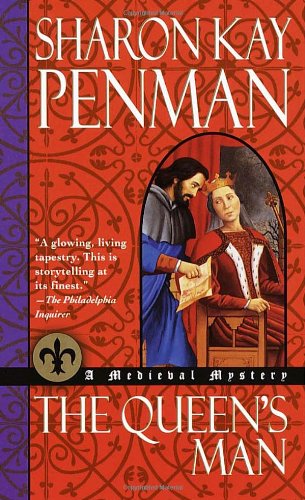 SHARON KAY
PENMAN
"A glowing, living
tapestry. This is
storytelling at
its finest."
—The Philadelphia
Inquirer
A Medieval Mystery
THE QUEEN'S
MAN